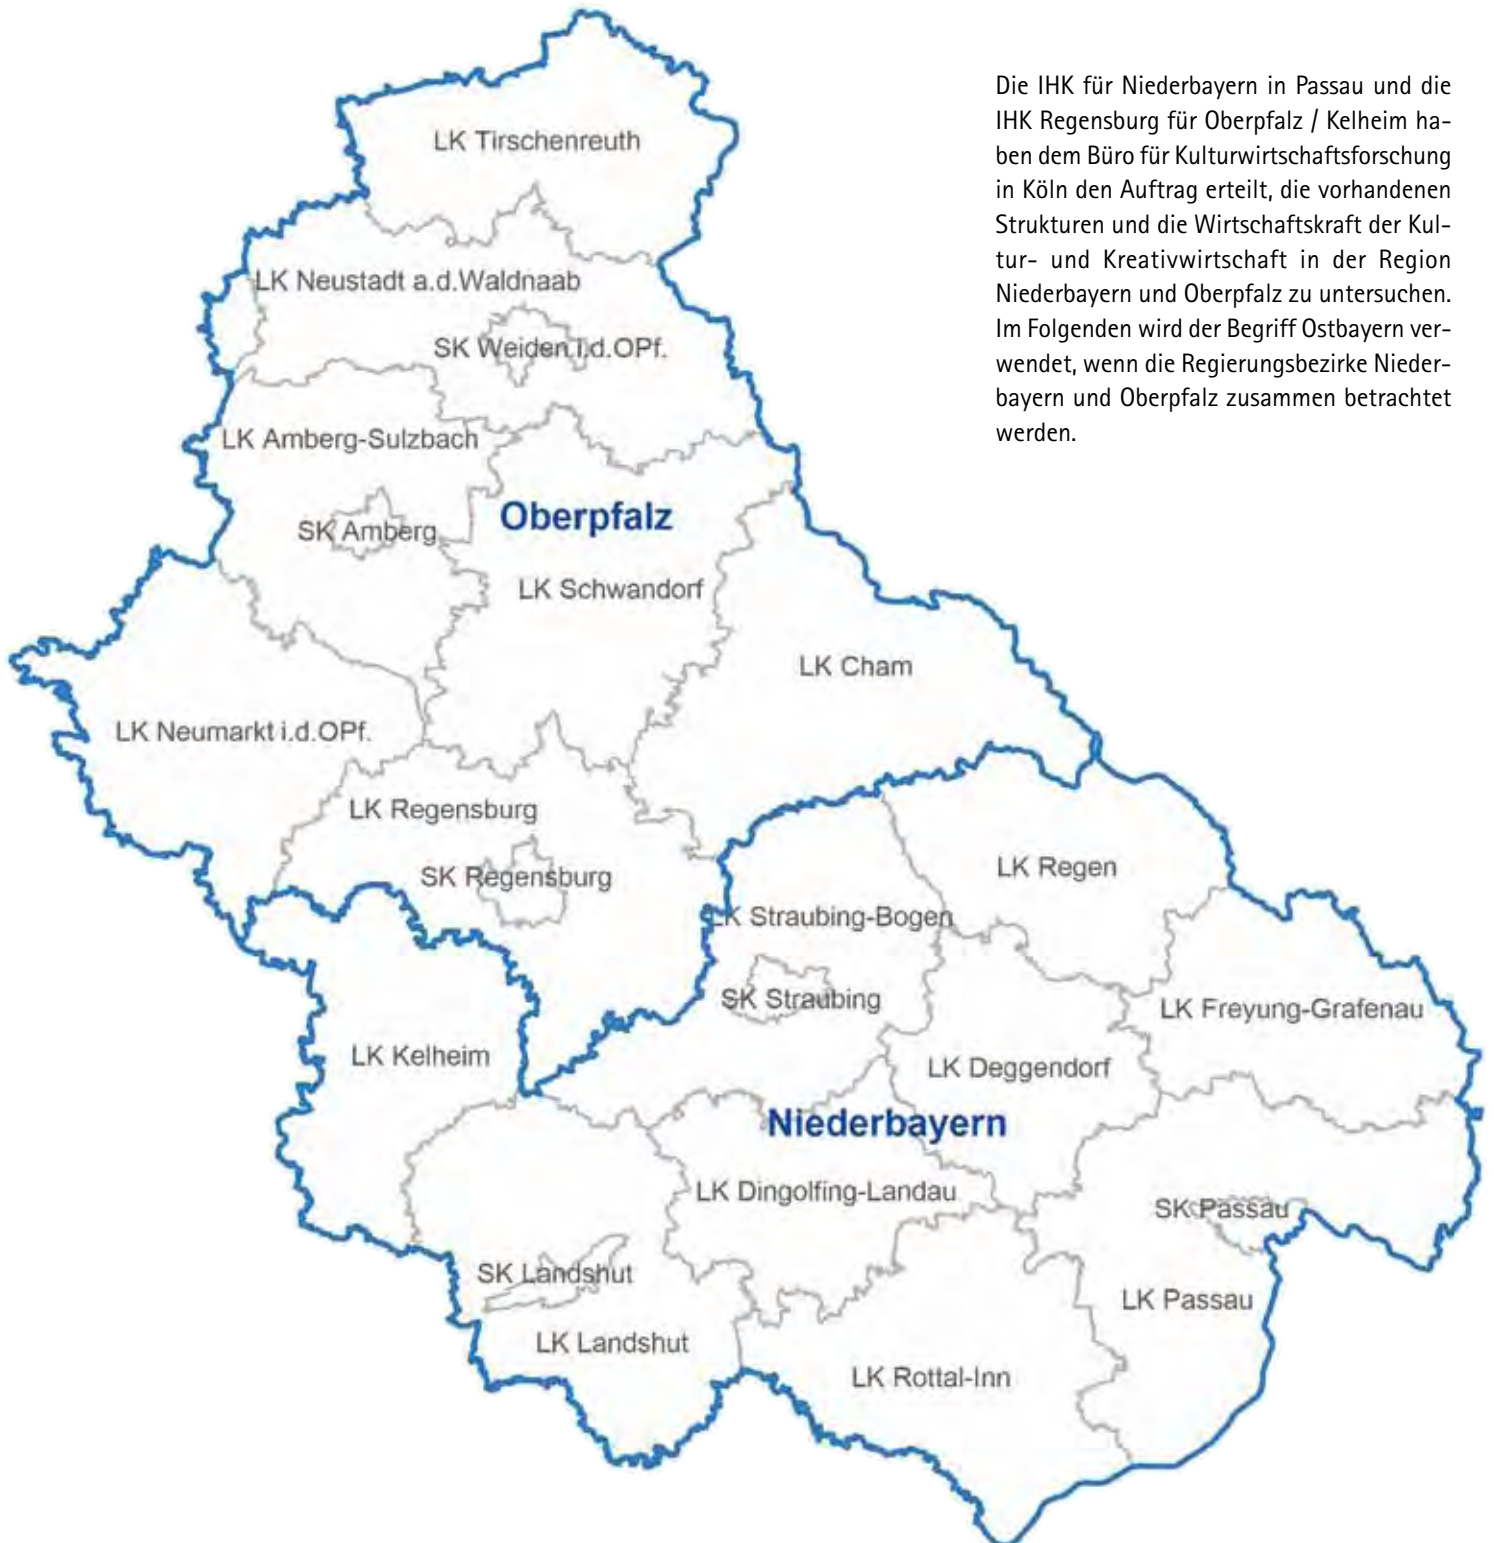 Die IHK für Niederbayern in Passau und die
IHK Regensburg für Oberpfalz / Kelheim ha-
ben dem Büro für Kulturwirtschaftsforschung
in Köln den Auftrag erteilt, die vorhandenen
Strukturen und die Wirtschaftskraft der Kul-
tur- und Kreativwirtschaft in der Region
Niederbayern und Oberpfalz zu untersuchen.
Im Folgenden wird der Begriff Ostbayern ver-
wendet, wenn die Regierungsbezirke Nieder-
bayern und Oberpfalz zusammen betrachtet
werden.
LK Tirschenreuth
LK Neustadt a.d.Waldnaab
SK Weiden i.d.OPf.
LK Amberg-Sulzbach
Oberpfalz
SK Amberg
LK Schwandorf
LK Cham
LK Neumarkt i.d.OPf.
LK Regensburg
LK Regen
SK Regensburg
LK Straubing-Bogen
SK Straubing
LK Freyung-Grafenau
LK Kelheim
LK Deggendorf
Niederbayern
LK Dingolfing-Landau
SK Passau
SK Landshut
LK Passau
LK Landshut
LK Rottal-Inn